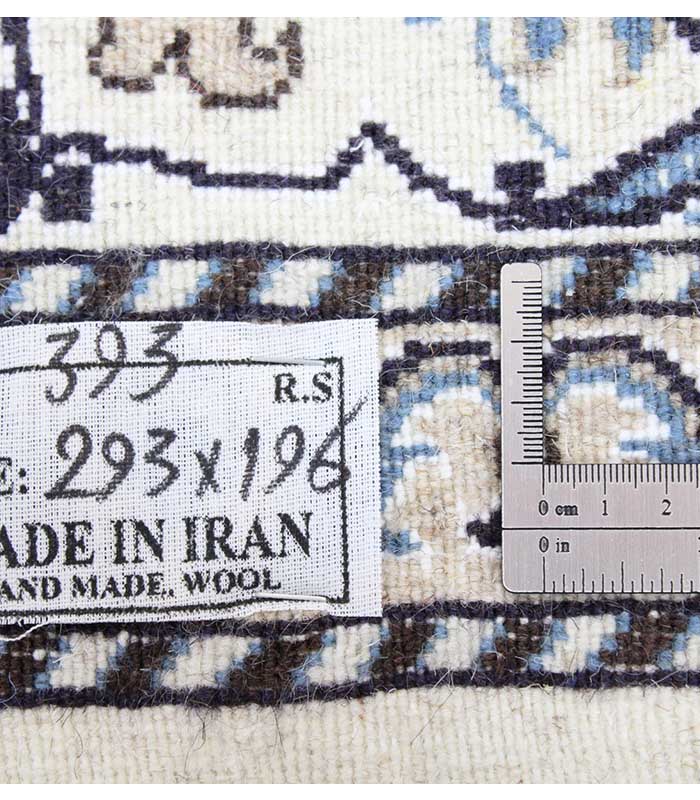 393
R.S
E: 293x196
ADE IN IRAN
AND MADE, WOOL
0 cm 1 2
0 in